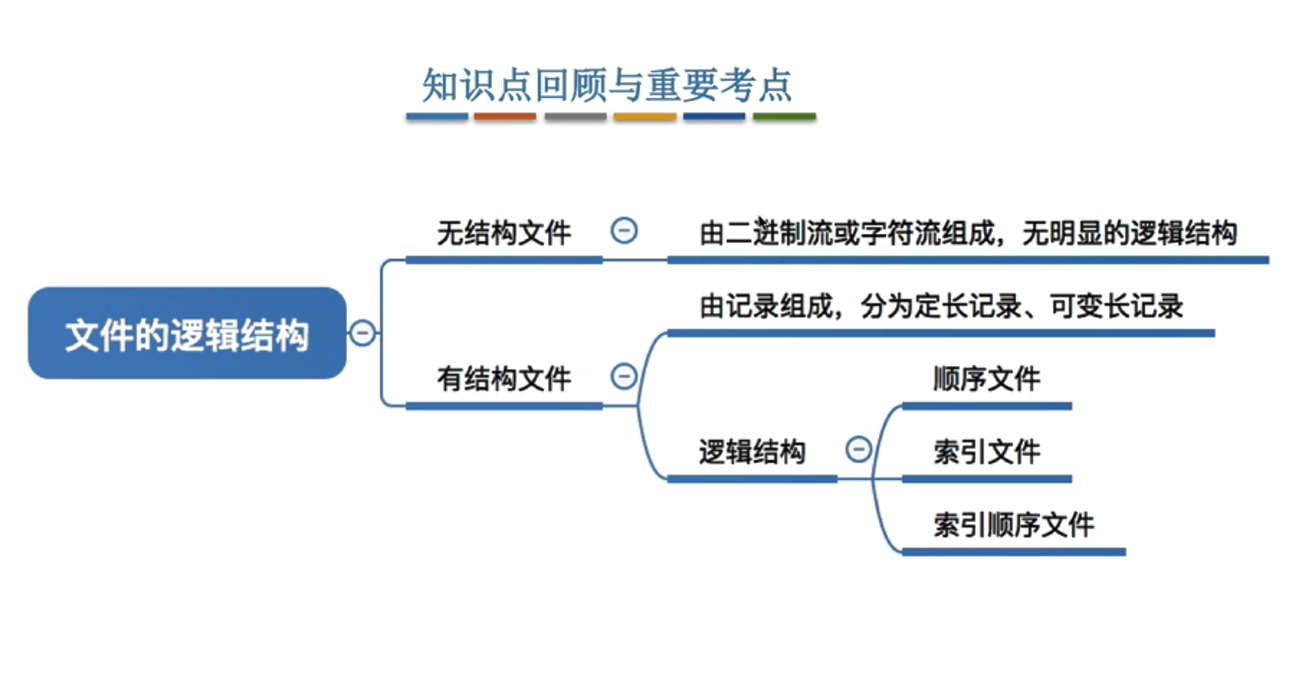 知识点回顾与重要考点
无结构文件
由二进制流或字符流组成，无明显的逻辑结构
文件的逻辑结构
由记录组成，分为定长记录、可变长记录
有结构文件
顺序文件
逻辑结构
索引文件
索引顺序文件